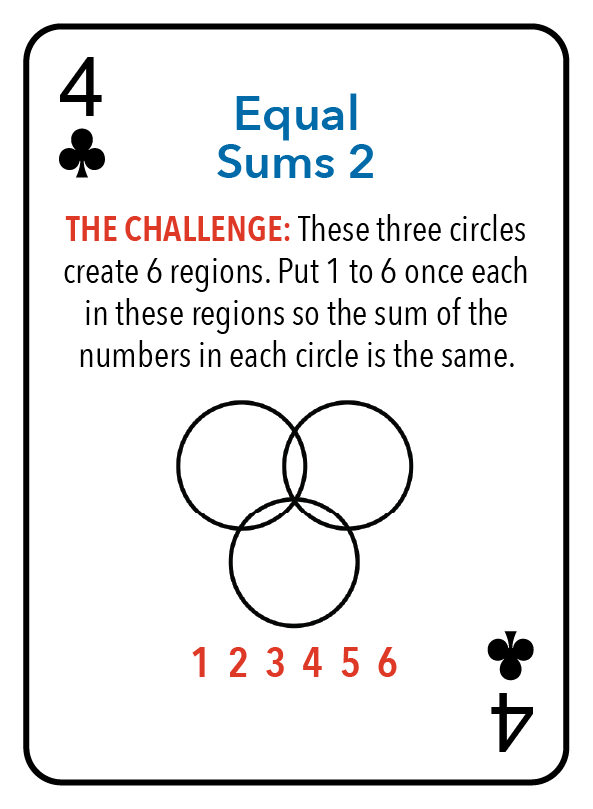 4
Equal
Sums 2
THE CHALLENGE: These three circles
create 6 regions. Put 1 to 6 once each
in these regions so the sum of the
numbers in each circle is the same.
1 2 3 4 5 6
4